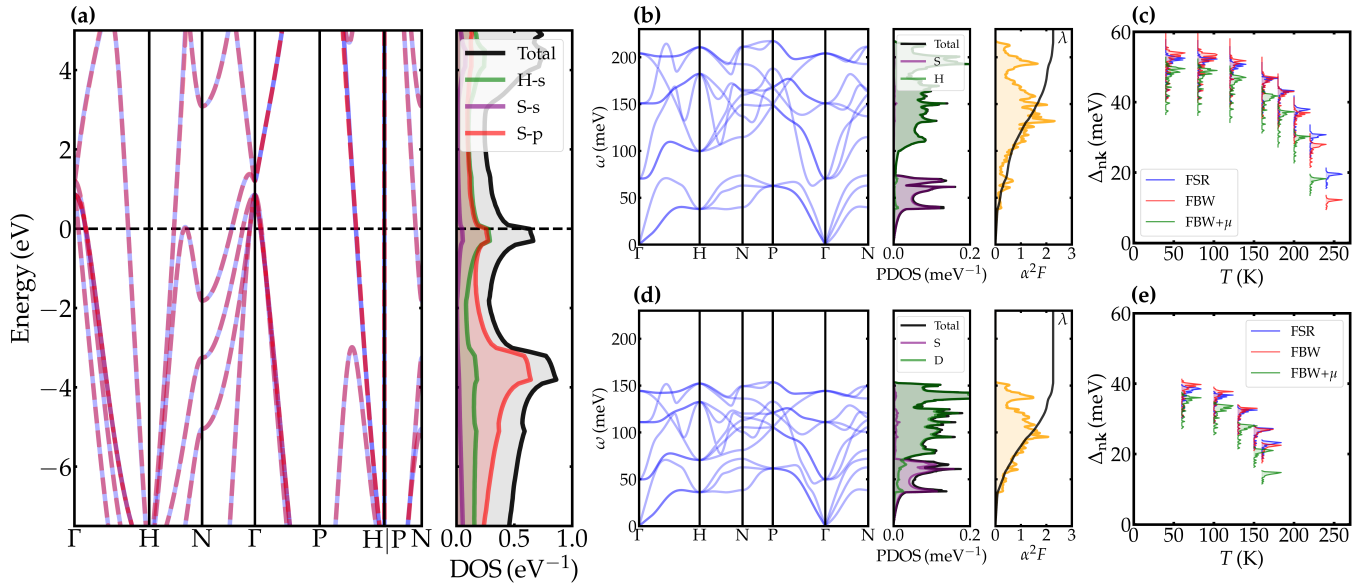 (a)
Energy (eV)
4
2
0
−2
−4
−6
Γ H N Γ P H|P N
Total
H-s
S-s
S-p
0.0 0.5 1.0
DOS (eV⁻¹)
(b)
ω (meV)
200
150
100
50
0
Γ H N P Γ N
Total
S
H
0.0 0.2
PDOS (meV⁻¹)
λ
0 1 2 3
α²F
(c)
Δnk (meV)
60
40
20
0
FSR
FBW
FBW+μ
50 100 150 200 250
T (K)
(d)
ω (meV)
200
150
100
50
0
Γ H N P Γ N
Total
S
D
0.0 0.2
PDOS (meV⁻¹)
λ
0 1 2 3
α²F
(e)
Δnk (meV)
60
40
20
0
FSR
FBW
FBW+μ
50 100 150 200 250
T (K)